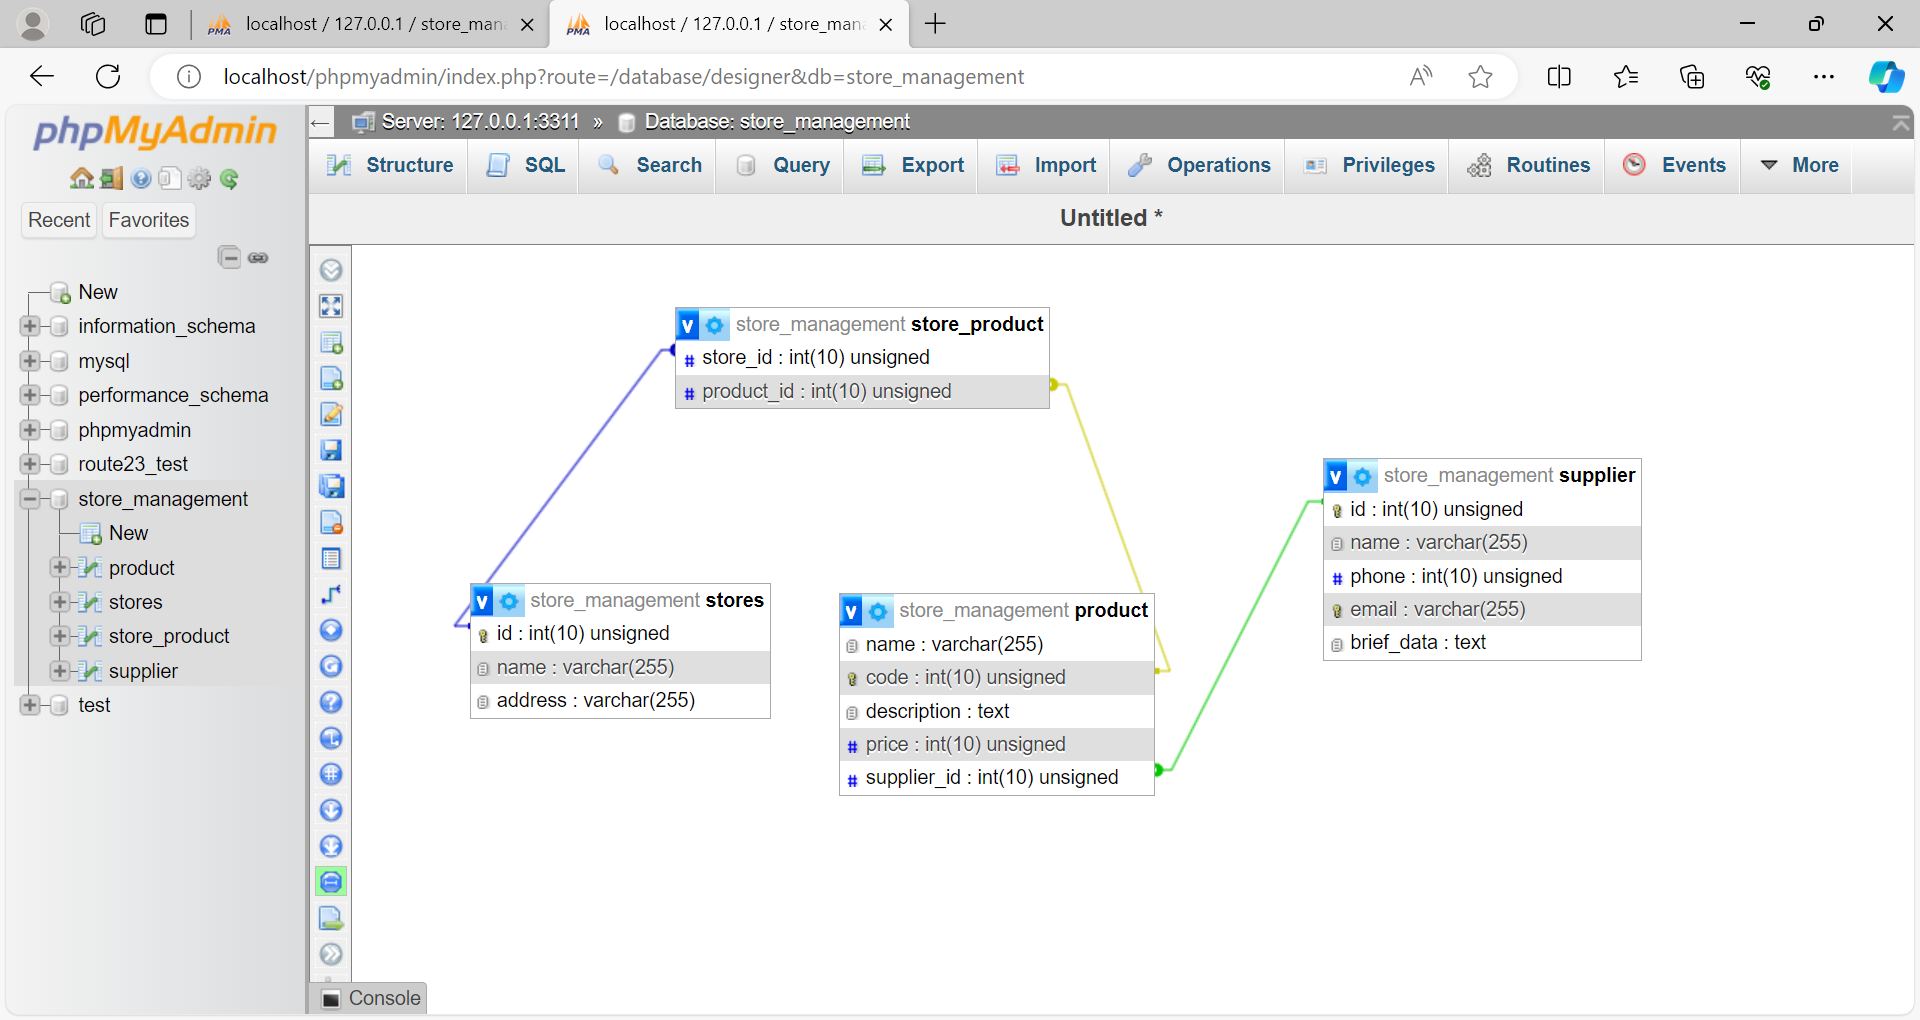 localhost / 127.0.0.1 / store_man
localhost / 127.0.0.1 / store_man
localhost/phpmyadmin/index.php?route=/database/designer&db=store_management
phpMyAdmin
Recent Favorites
New
information_schema
mysql
performance_schema
phpmyadmin
route23_test
store_management
New
product
stores
store_product
supplier
test
Server: 127.0.0.1:3311 » Database: store_management
Structure SQL Search Query Export Import Operations Privileges Routines Events More
Untitled *
v store_management store_product
store_id : int(10) unsigned
product_id : int(10) unsigned
v store_management stores
id : int(10) unsigned
name : varchar(255)
address : varchar(255)
v store_management product
name : varchar(255)
code : int(10) unsigned
description : text
price : int(10) unsigned
supplier_id : int(10) unsigned
v store_management supplier
id : int(10) unsigned
name : varchar(255)
phone : int(10) unsigned
email : varchar(255)
brief_data : text
Console